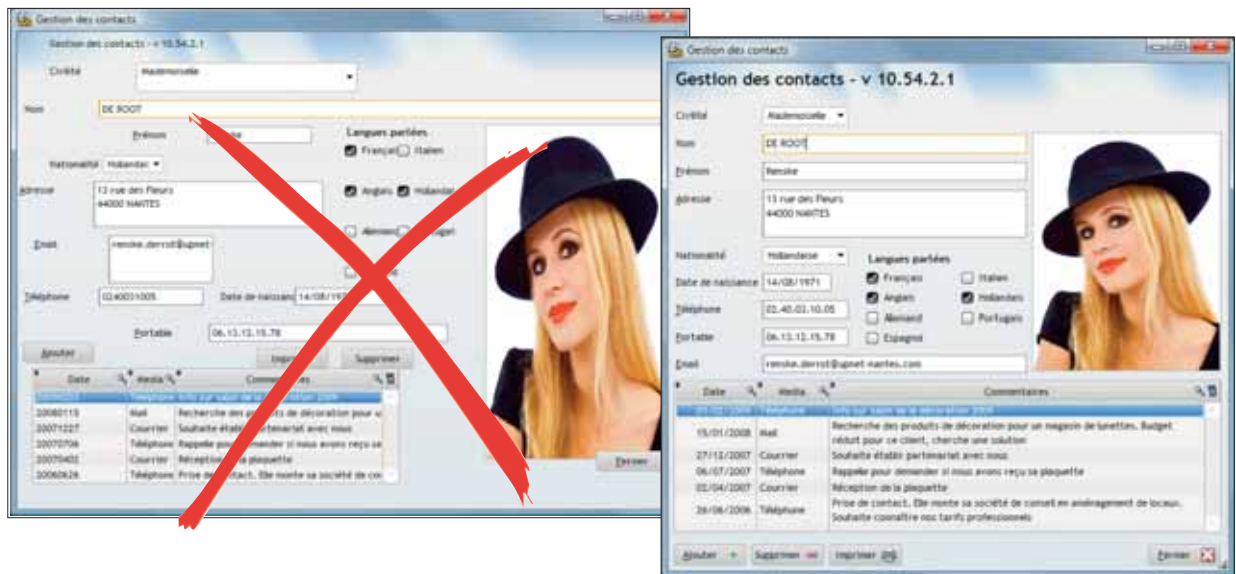 Gestion des contacts
Gestion des contacts - v 10.54.2.1
Civilité
Mademoiselle
Nom
DE ROOT
Prénom
Langues parlées
Français
Italien
Nationalité
Hollandai
Adresse
13 rue des Fleurs
44000 NANTES
Anglais
Hollandai
Allemand
Email
renske.derrot@upnet
Téléphone
0240031005
Date de naissanc
14/08/197
Portable
06.13.12.15.78
Ajouter
Supprimer
Date
Media
20080115
Mail
Recherche des produits de décoration pour u
20071227
Courrier
Souhaite établir partenariat avec nous
20070706
Téléphone
Rappelle pour demander si nous avons reçu sa
20070402
Courrier
Réception de la plaquette
20060626
Téléphone
Prise de contact. Elle monte sa société de con
Fermer
Gestion des contacts
Gestion des contacts - v 10.54.2.1
Civilité
Mademoiselle
Nom
DE ROOT
Prénom
Renske
Adresse
13 rue des Fleurs
44000 NANTES
Nationalité
Hollandaise
Langues parlées
Date de naissance
14/08/1971
Français
Italien
Anglais
Hollandais
Téléphone
02.40.03.10.05
Allemand
Portugais
Portable
06.13.12.15.78
Espagnol
Email
renske.derrot@upnet-nantes.com
Date
Media
Commentaires
Téléphone
Info sur salon de la décoration 2009
15/01/2008
Mail
Recherche des produits de décoration pour un magasin de lunettes. Budget
réduit pour ce client, cherche une solution
27/12/2007
Courrier
Souhaite établir partenariat avec nous
06/07/2007
Téléphone
Rappelle pour demander si nous avons reçu sa plaquette
02/04/2007
Courrier
Réception de la plaquette
26/06/2006
Téléphone
Prise de contact. Elle monte sa société de conseil en aménagement de locaux.
Souhaite connaître nos tarifs professionnels
Ajouter
Supprimer
Imprimer
Fermer